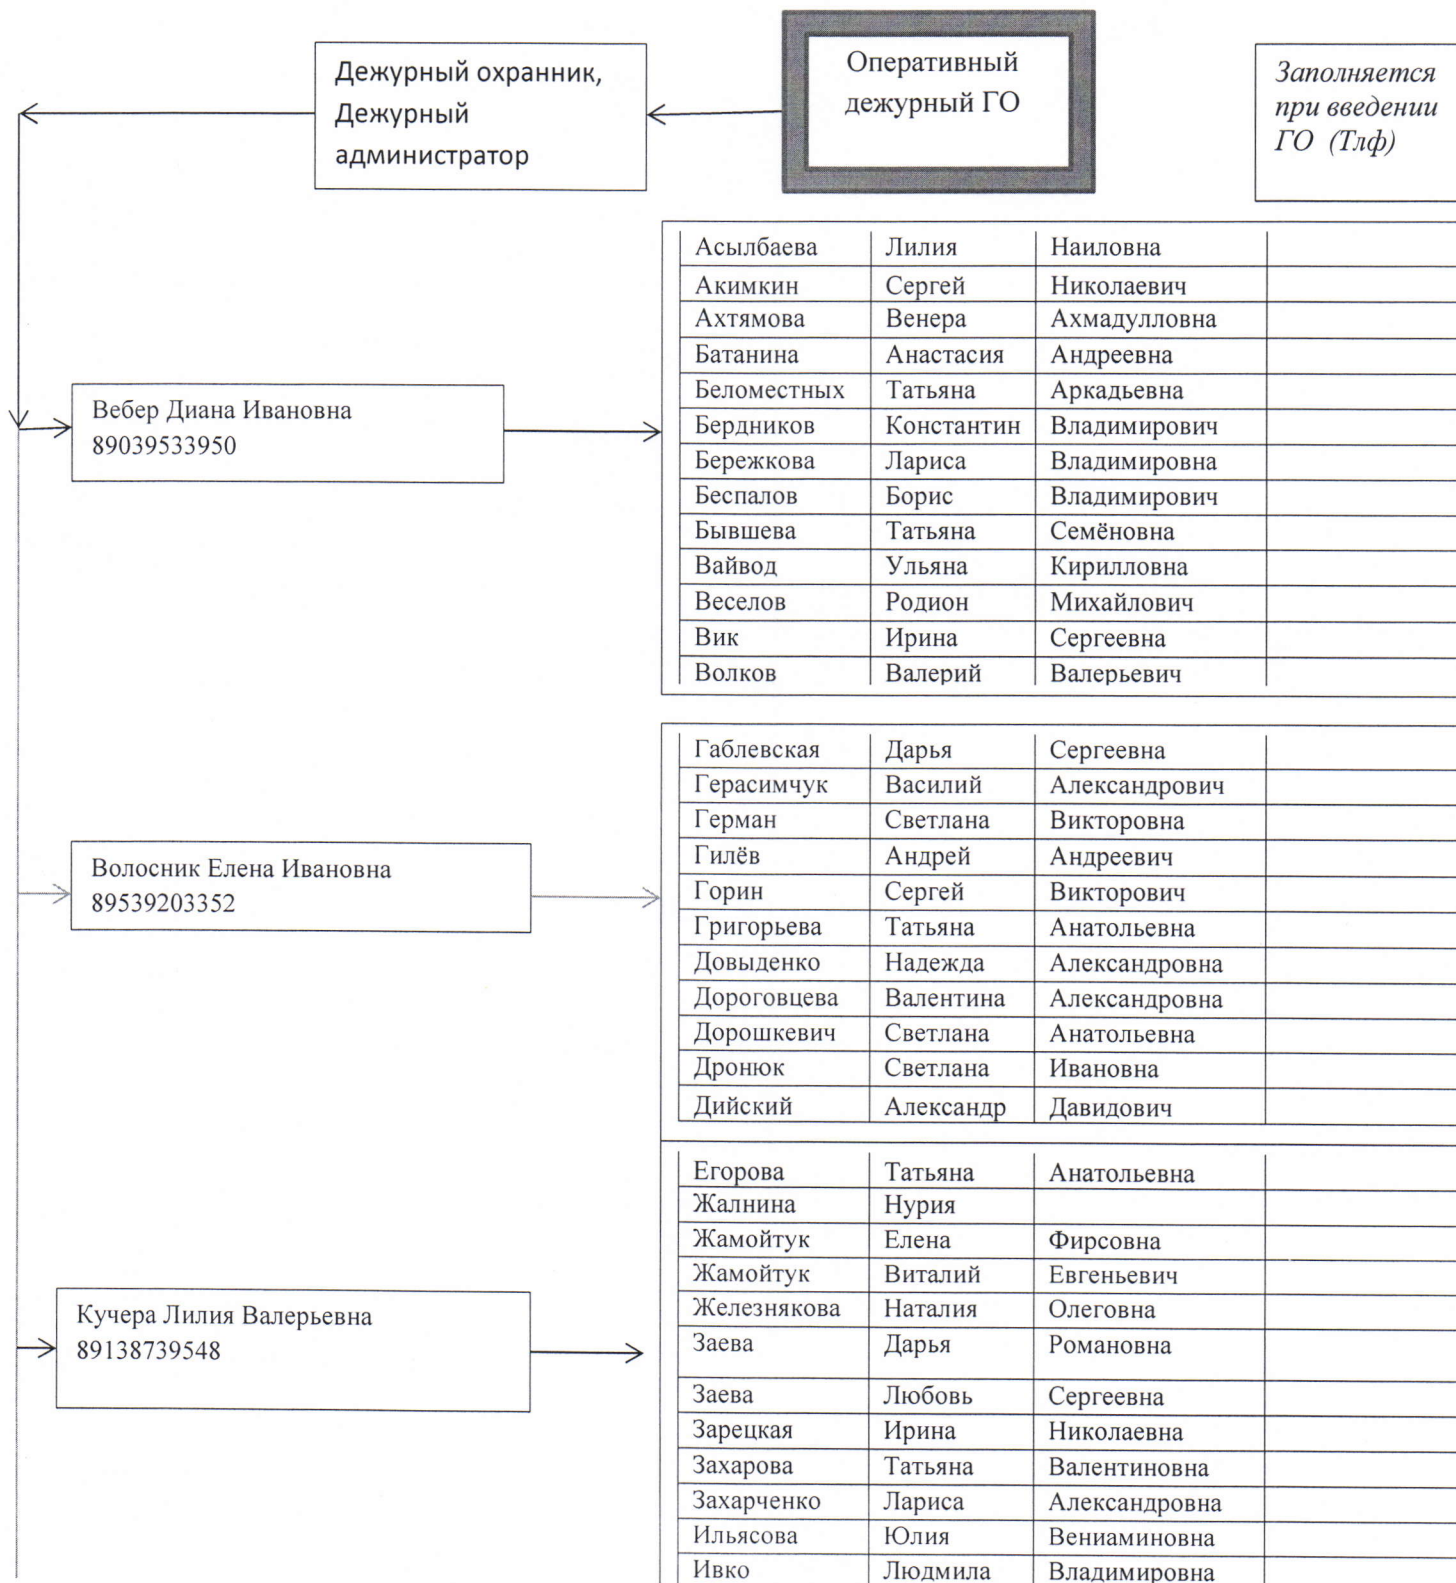 Дежурный охранник,
Дежурный
администратор
Оперативный
дежурный ГО
Заполняется
при введении
ГО (Тлф)
Вебер Диана Ивановна
89039533950
Асылбаева Лилия Наиловна
Акимкин Сергей Николаевич
Ахтямова Венера Ахмадулловна
Батанина Анастасия Андреевна
Беломестных Татьяна Аркадьевна
Бердников Константин Владимирович
Бережкова Лариса Владимировна
Беспалов Борис Владимирович
Бывшева Татьяна Семёновна
Вайвод Ульяна Кирилловна
Веселов Родион Михайлович
Вик Ирина Сергеевна
Волков Валерий Валерьевич
Волосник Елена Ивановна
89539203352
Габлевская Дарья Сергеевна
Герасимчук Василий Александрович
Герман Светлана Викторовна
Гилёв Андрей Андреевич
Горин Сергей Викторович
Григорьева Татьяна Анатольевна
Довыденко Надежда Александровна
Дороговцева Валентина Александровна
Дорошкевич Светлана Анатольевна
Дронюк Светлана Ивановна
Дийский Александр Давидович
Кучера Лилия Валерьевна
89138739548
Егорова Татьяна Анатольевна
Жалнина Нурия
Жамойтук Елена Фирсовна
Жамойтук Виталий Евгеньевич
Железнякова Наталия Олеговна
Заева Дарья Романовна
Заева Любовь Сергеевна
Зарецкая Ирина Николаевна
Захарова Татьяна Валентиновна
Захарченко Лариса Александровна
Ильясова Юлия Вениаминовна
Ивко Людмила Владимировна